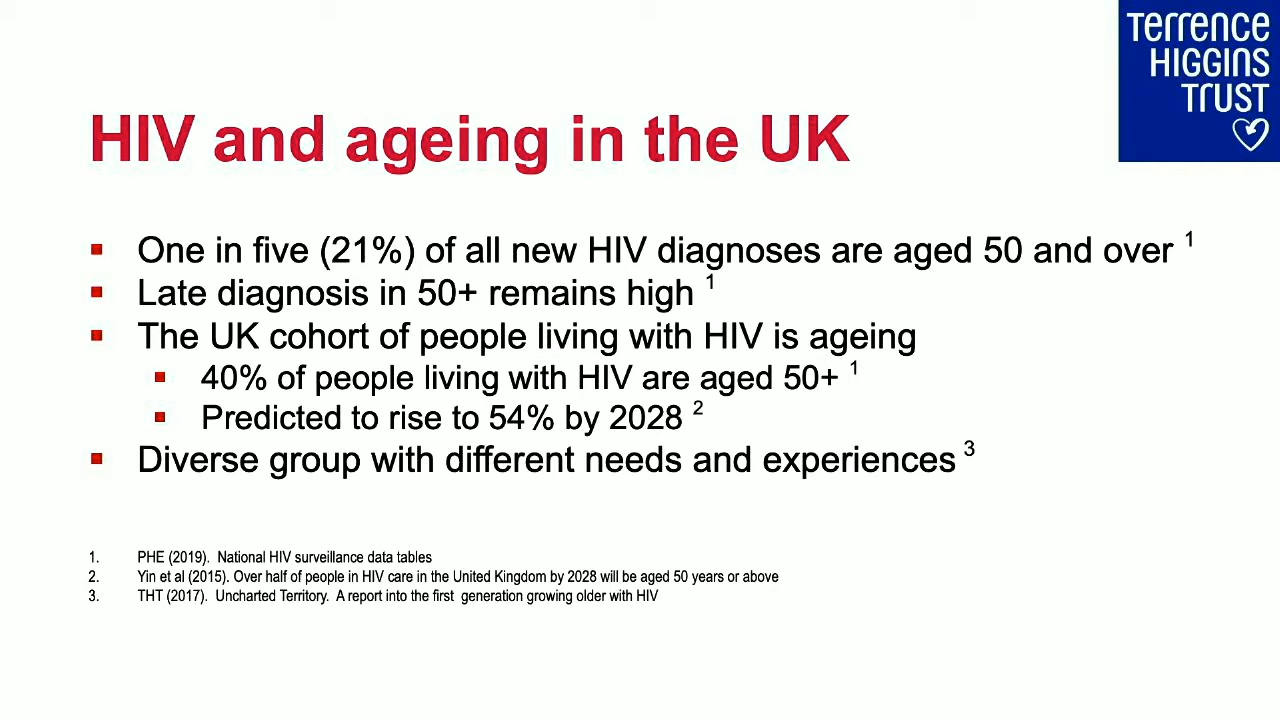 Terrence
HIGGINS
TRUST
HIV and ageing in the UK
▪ One in five (21%) of all new HIV diagnoses are aged 50 and over 1
▪ Late diagnosis in 50+ remains high 1
▪ The UK cohort of people living with HIV is ageing
▪ 40% of people living with HIV are aged 50+ 1
▪ Predicted to rise to 54% by 2028 2
▪ Diverse group with different needs and experiences 3
1. PHE (2019). National HIV surveillance data tables
2. Yin et al (2015). Over half of people in HIV care in the United Kingdom by 2028 will be aged 50 years or above
3. THT (2017). Uncharted Territory. A report into the first generation growing older with HIV